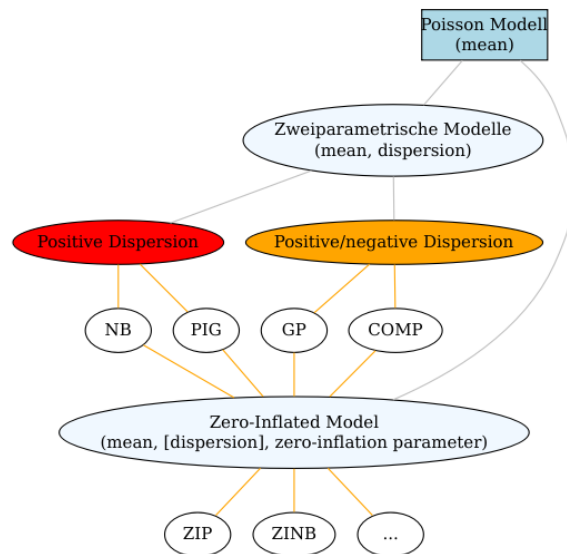 Poisson Modell
(mean)
Zweiparametrische Modelle
(mean, dispersion)
Positive Dispersion
Positive/negative Dispersion
NB
PIG
GP
COMP
Zero-Inflated Model
(mean, [dispersion], zero-inflation parameter)
ZIP
ZINB
...